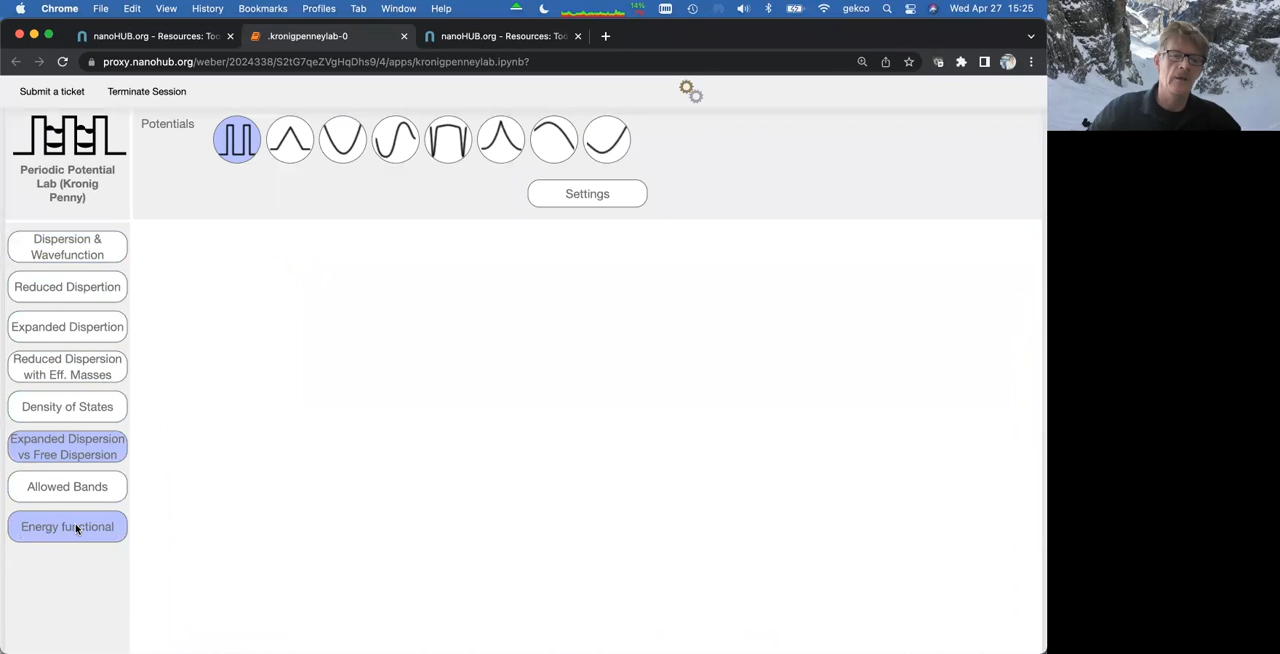 Chrome File Edit View History Bookmarks Profiles Tab Window Help 14% gekco Wed Apr 27 15:25
nanoHUB.org - Resources: Too .kronigpenneylab-0 nanoHUB.org - Resources: Too
proxy.nanohub.org/weber/2024338/S2tG7qeZVgHqDhs9/4/apps/kronigpenneylab.ipynb?
Submit a ticket Terminate Session
Potentials
Settings
Periodic Potential
Lab (Kronig
Penny)
Dispersion &
Wavefunction
Reduced Dispertion
Expanded Dispertion
Reduced Dispersion
with Eff. Masses
Density of States
Expanded Dispersion
vs Free Dispersion
Allowed Bands
Energy functional